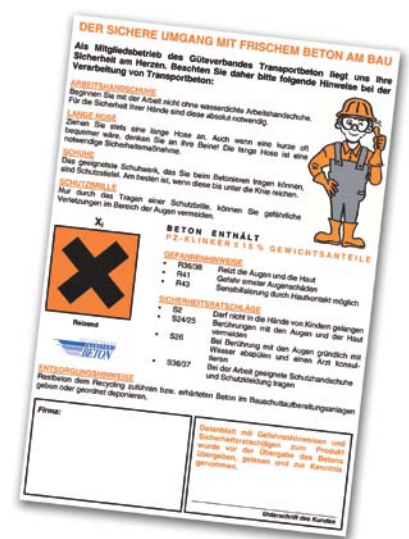 DER SICHERE UMGANG MIT FRISCHEM BETON AM BAU
Als Mitgliedsbetrieb des Güteverbandes Transportbeton liegt uns Ihre
Sicherheit am Herzen. Beachten Sie daher bitte folgende Hinweise bei der
Verarbeitung von Transportbeton:
ARBEITSHANDSCHUHE
Beginnen Sie mit der Arbeit nicht ohne wasserdichte Arbeitshandschuhe.
Für die Sicherheit Ihrer Hände sind diese absolut notwendig.
LANGE HOSE
Ziehen Sie stets eine lange Hose an. Auch wenn eine kurze oft
bequemer wäre, denken Sie an Ihre Beine! Die lange Hose ist eine
notwendige Sicherheitsmaßnahme.
SCHUHE
Das geeignetste Schuhwerk, das Sie beim Betonieren tragen können,
sind Schutzstiefel. Am besten ist, wenn diese bis unter die Knie reichen.
SCHUTZBRILLE
Nur durch das Tragen einer Schutzbrille, können Sie gefährliche
Verletzungen im Bereich der Augen vermeiden.
Xi
Reizend
BETON
BETON ENTHÄLT
PZ-KLINKER ≤ 15 % GEWICHTSANTEILE
GEFAHRENHINWEISE
• R36/38 Reizt die Augen und die Haut
• R41 Gefahr ernster Augenschäden
• R43 Sensibilisierung durch Hautkontakt möglich
SICHERHEITSRATSCHLÄGE
• S2 Darf nicht in die Hände von Kindern gelangen
• S24/25 Berührungen mit den Augen und der Haut
vermeiden
• S26 Bei Berührung mit den Augen gründlich mit
Wasser abspülen und einen Arzt konsul-
tieren
• S36/37 Bei der Arbeit geeignete Schutzhandschuhe
und Schutzkleidung tragen
ENTSORGUNGSHINWEISE
Restbeton dem Recycling zuführen bzw. erhärteten Beton im Bauschuttaufbereitungsanlagen
geben oder geordnet deponieren.
Firma:
Datenblatt mit Gefahrenhinweisen und
Sicherheitsratschlägen zum Produkt
wurde vor der Übergabe des Betons
übergeben, gelesen und zur Kenntnis
genommen.
Unterschrift des Kunden